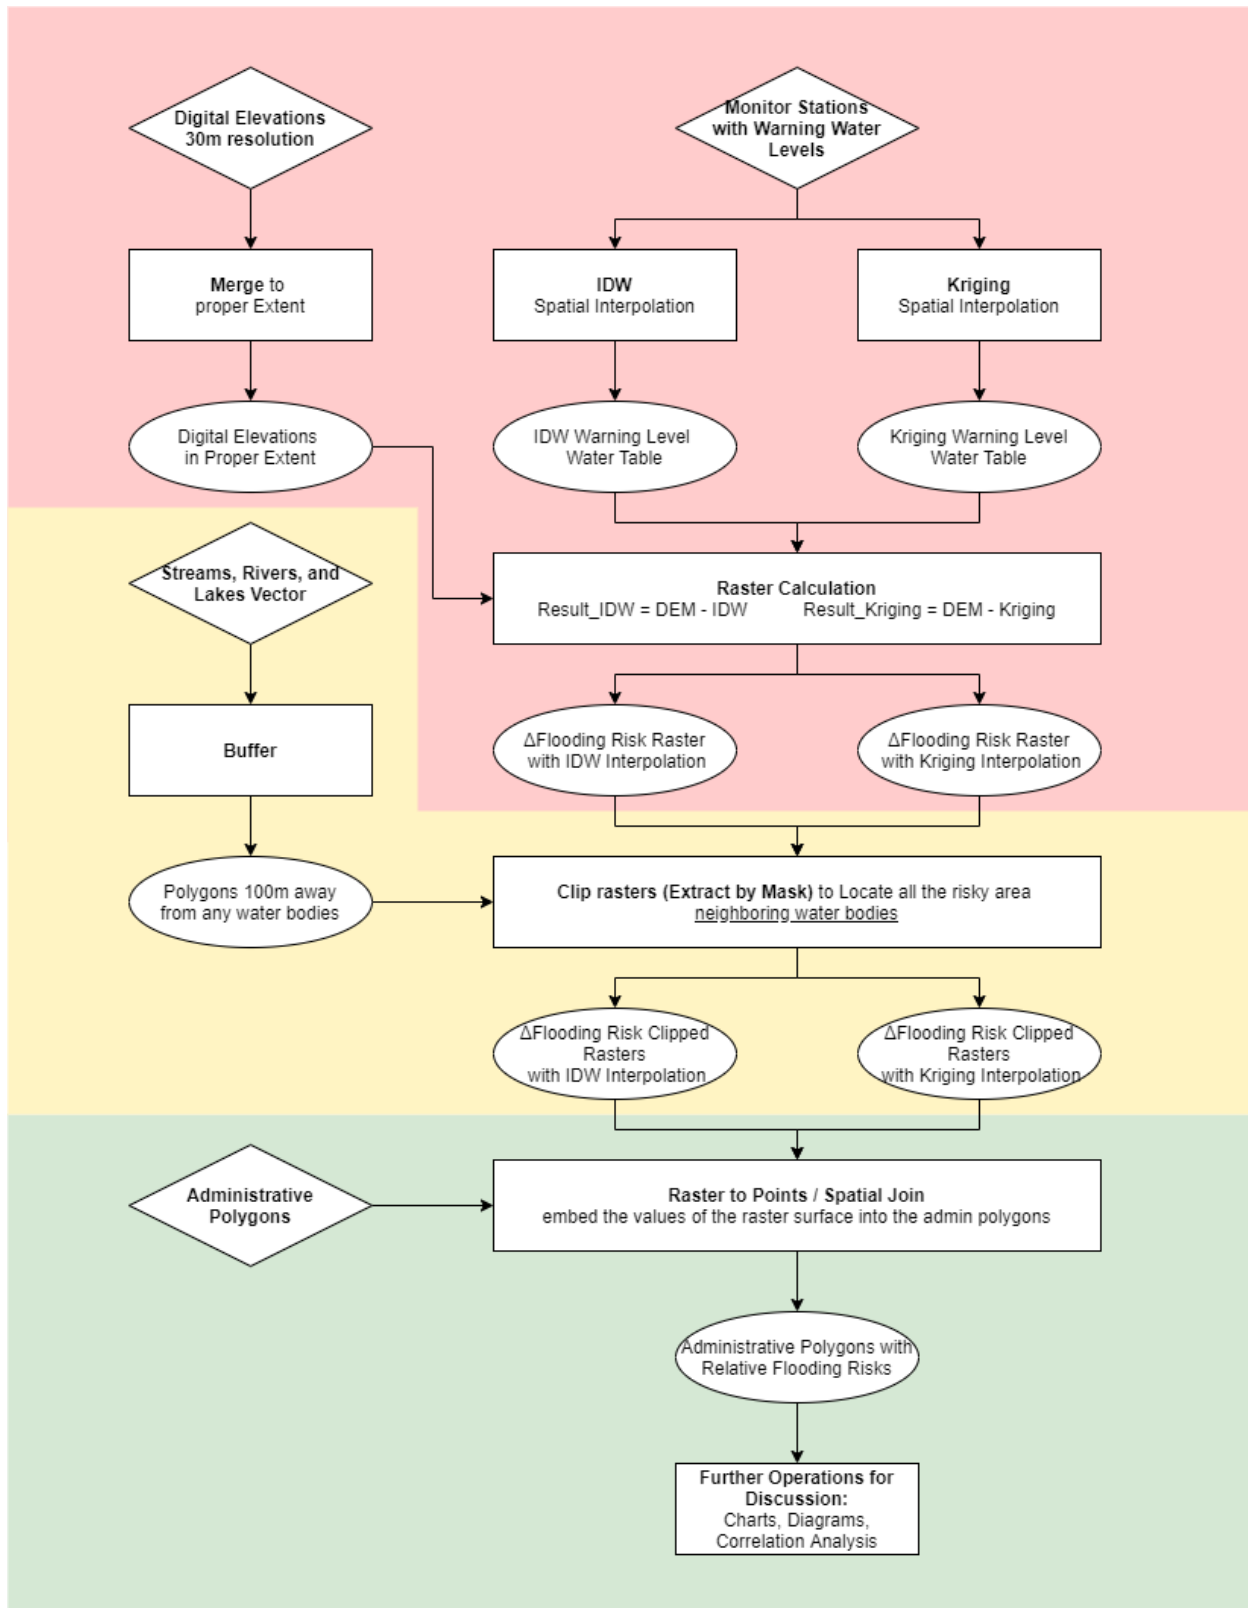 Digital Elevations
30m resolution
Monitor Stations
with Warning Water
Levels
Merge to
proper Extent
IDW
Spatial Interpolation
Kriging
Spatial Interpolation
Digital Elevations
in Proper Extent
IDW Warning Level
Water Table
Kriging Warning Level
Water Table
Streams, Rivers, and
Lakes Vector
Raster Calculation
Result_IDW = DEM - IDW Result_Kriging = DEM - Kriging
Buffer
ΔFlooding Risk Raster
with IDW Interpolation
ΔFlooding Risk Raster
with Kriging Interpolation
Polygons 100m away
from any water bodies
Clip rasters (Extract by Mask) to Locate all the risky area
neighboring water bodies
ΔFlooding Risk Clipped
Rasters
with IDW Interpolation
ΔFlooding Risk Clipped
Rasters
with Kriging Interpolation
Administrative
Polygons
Raster to Points / Spatial Join
embed the values of the raster surface into the admin polygons
Administrative Polygons with
Relative Flooding Risks
Further Operations for
Discussion:
Charts, Diagrams,
Correlation Analysis